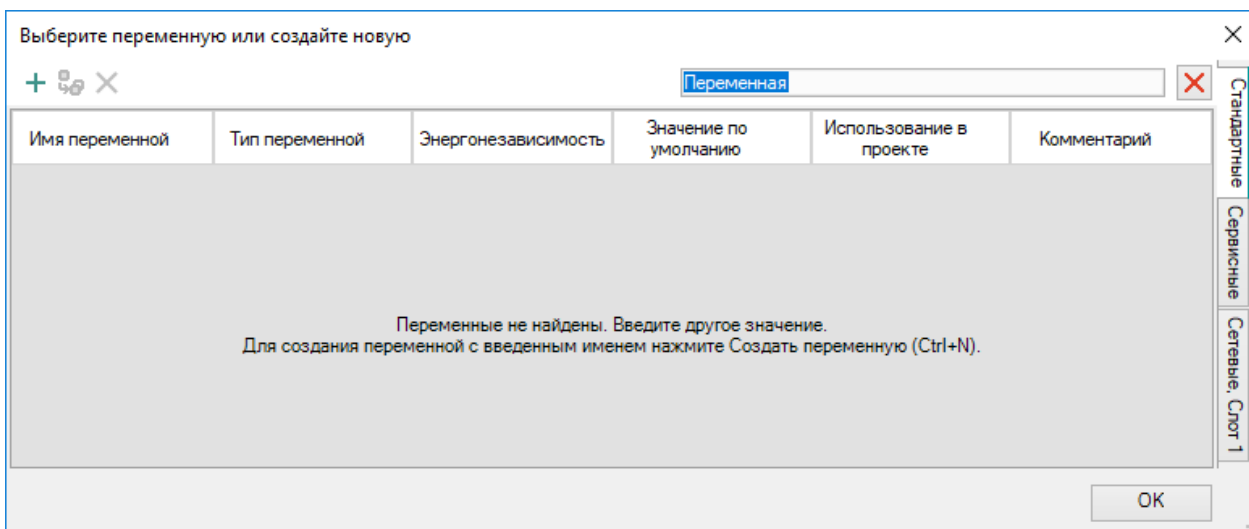 Выберите переменную или создайте новую
Переменная
Имя переменной
Тип переменной
Энергонезависимость
Значение по
умолчанию
Использование в
проекте
Комментарий
Переменные не найдены. Введите другое значение.
Для создания переменной с введенным именем нажмите Создать переменную (Ctrl+N).
Стандартные
Сервисные
Сетевые, Слот 1
OK